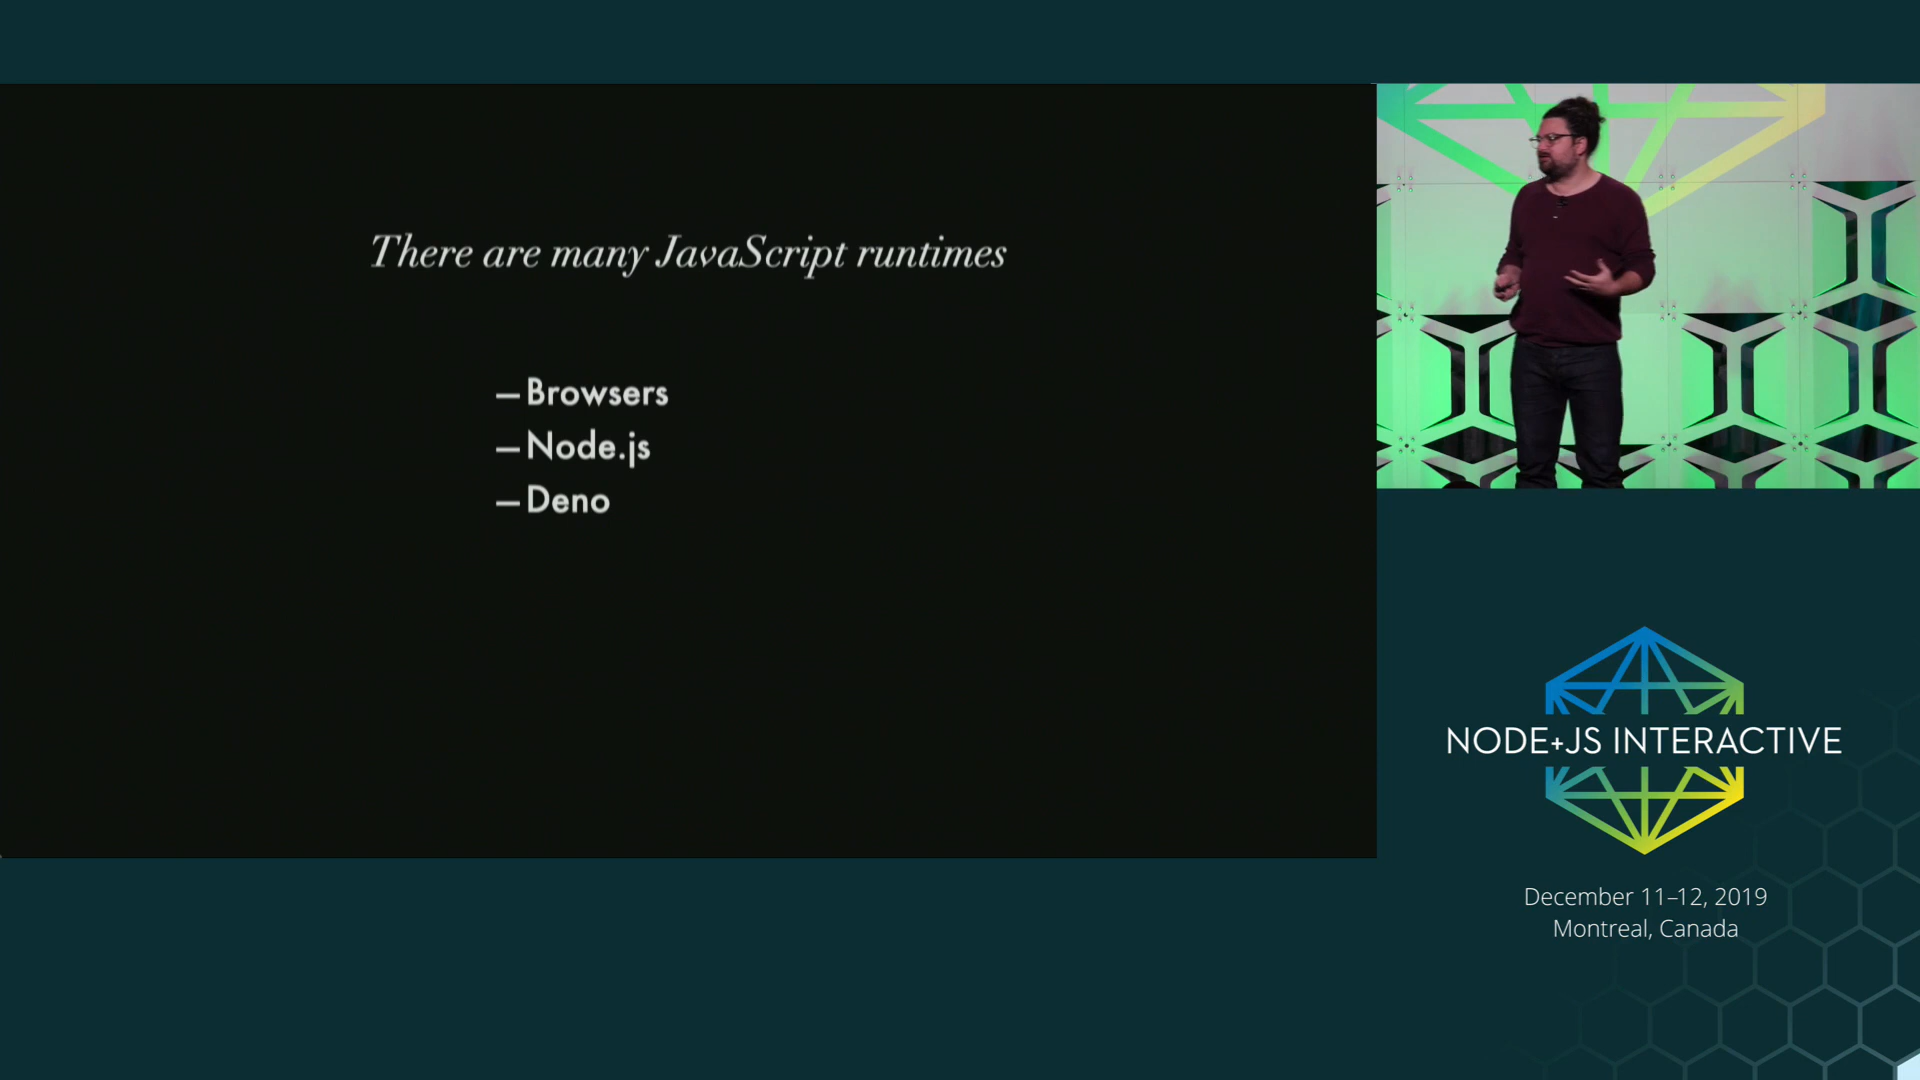 There are many JavaScript runtimes
—Browsers
—Node.js
—Deno
NODE+JS INTERACTIVE
December 11–12, 2019
Montreal, Canada